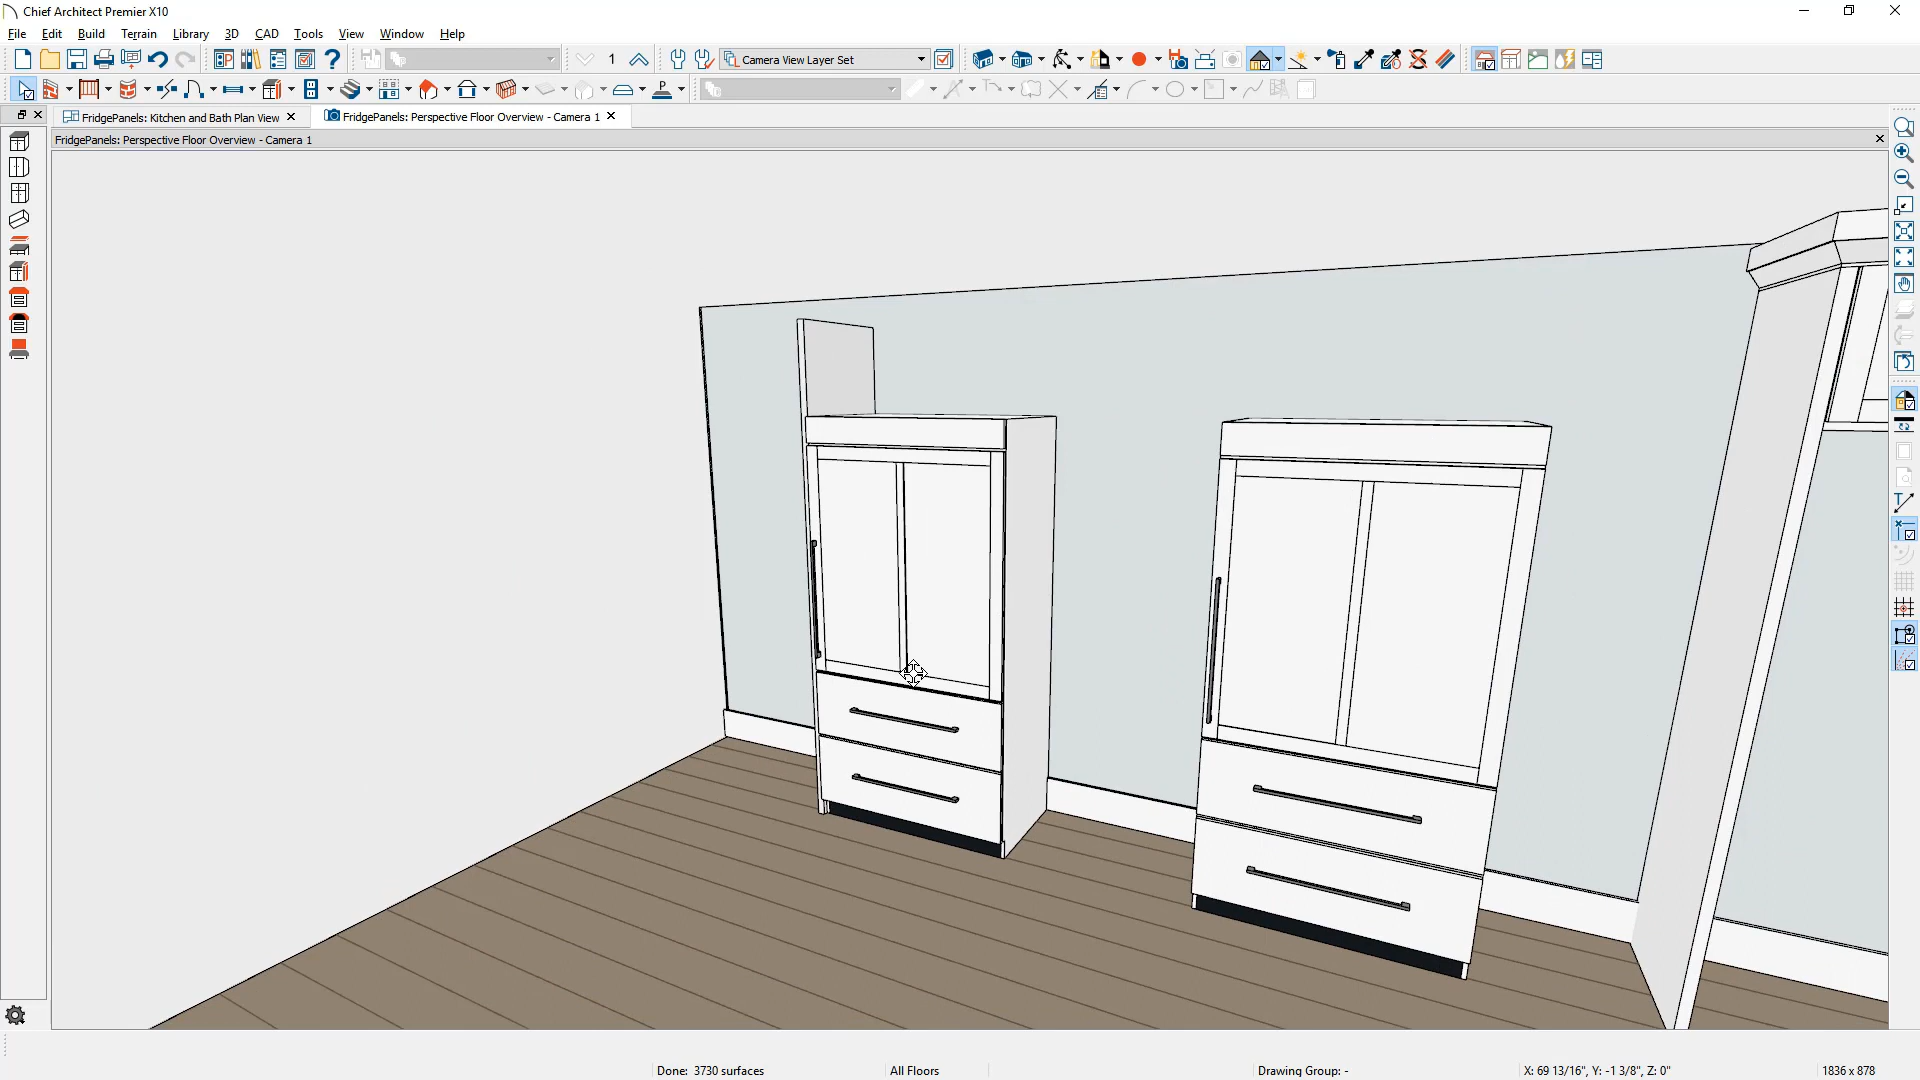 Chief Architect Premier X10
File Edit Build Terrain Library 3D CAD Tools Window View Help
1 Camera View Layer Set
FridgePanels: Kitchen and Bath Plan View FridgePanels: Perspective Floor Overview - Camera 1
FridgePanels: Perspective Floor Overview - Camera 1
Done: 3730 surfaces All Floors Drawing Group: - X: 69 13/16", Y: -1 3/8", Z: 0" 1836 x 878